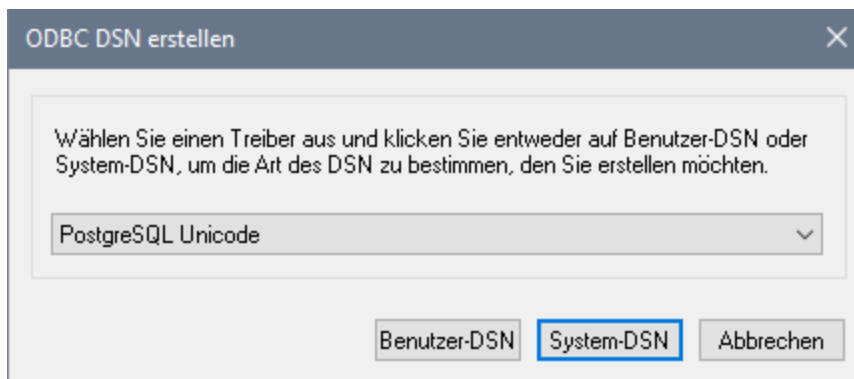 ODBC DSN erstellen
Wählen Sie einen Treiber aus und klicken Sie entweder auf Benutzer-DSN oder
System-DSN, um die Art des DSN zu bestimmen, den Sie erstellen möchten.
PostgreSQL Unicode
Benutzer-DSN System-DSN Abbrechen